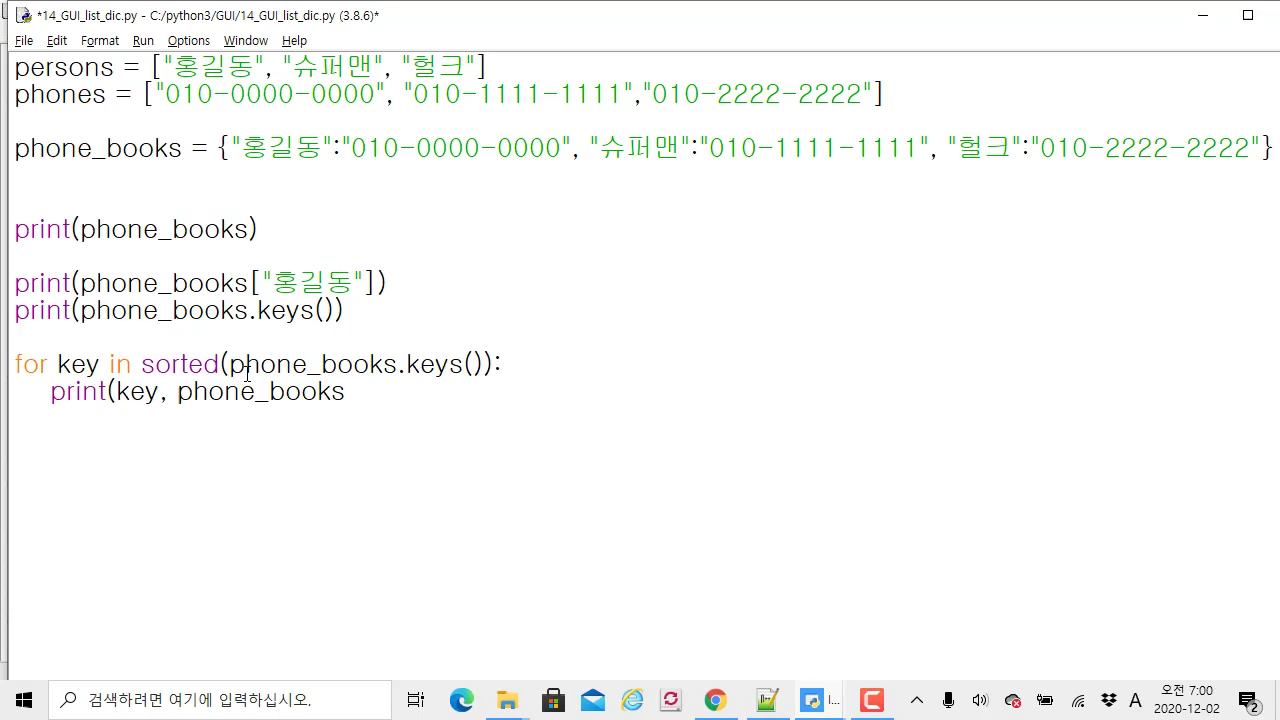 *14_GUI_list_dic.py - C:/python3/GUI/14_GUI_list_dic.py (3.8.6)*
File Edit Format Run Options Window Help
persons = ["홍길동", "슈퍼맨", "헐크"]
phones = ["010-0000-0000", "010-1111-1111","010-2222-2222"]
phone_books = {"홍길동":"010-0000-0000", "슈퍼맨":"010-1111-1111", "헐크":"010-2222-2222"}
print(phone_books)
print(phone_books["홍길동"])
print(phone_books.keys())
for key in sorted(phone_books.keys()):
print(key, phone_books
검색하려면 여기에 입력하십시오.
I...
A
오전 7:00
2020-12-02
2